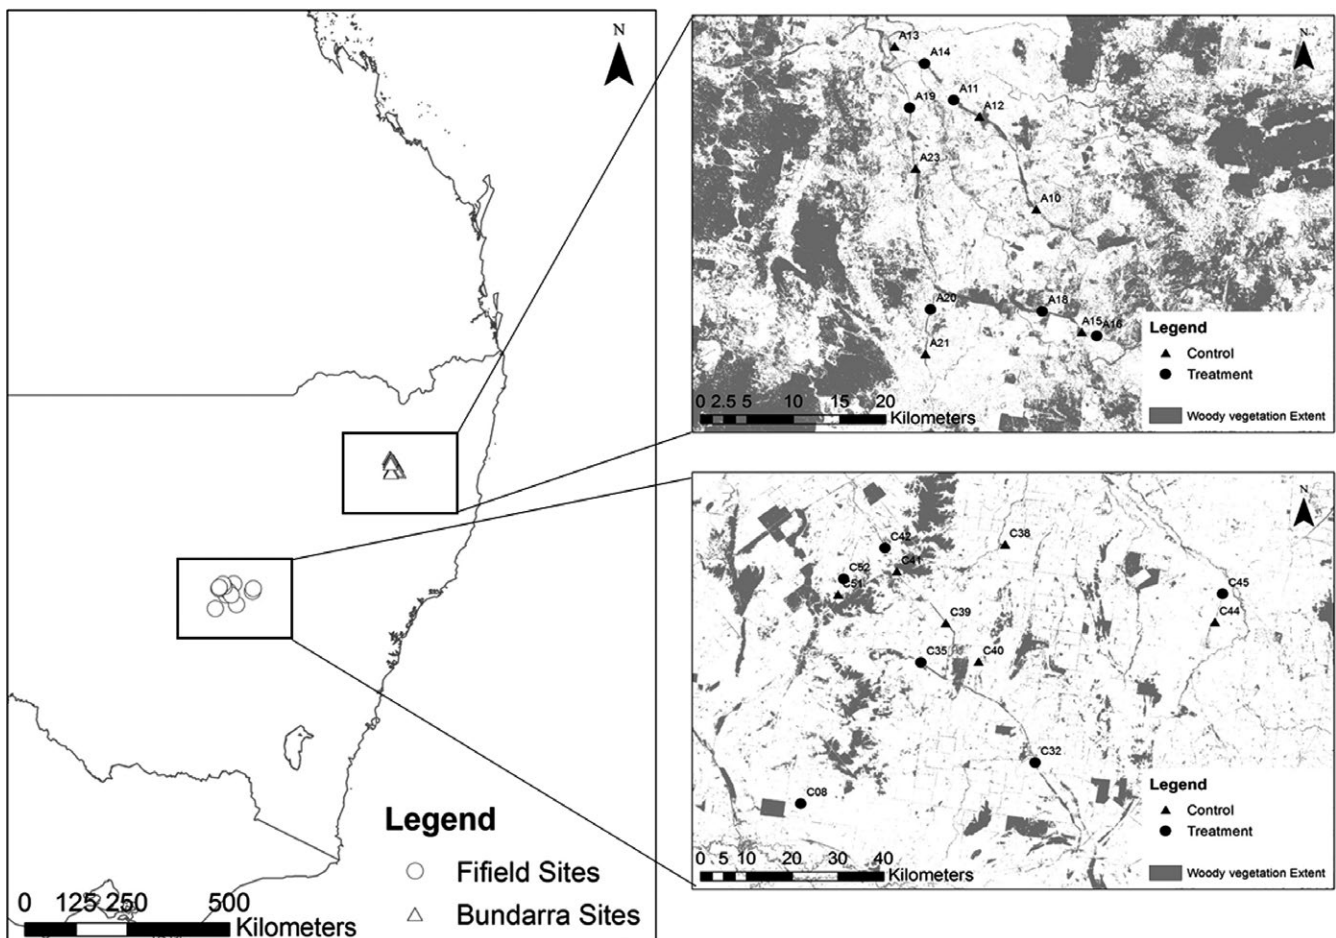 N
Legend
Fifield Sites
Bundarra Sites
0 125 250 500
Kilometers
N
A13
A14
A11
A19
A12
A23
A10
A20
A18
A15
A16
A21
Legend
Control
Treatment
Woody vegetation Extent
0 2.5 5 10 15 20
Kilometers
N
C42
C38
C41
C52
C51
C45
C39
C44
C35
C40
C32
C08
Legend
Control
Treatment
Woody vegetation Extent
0 5 10 20 30 40
Kilometers